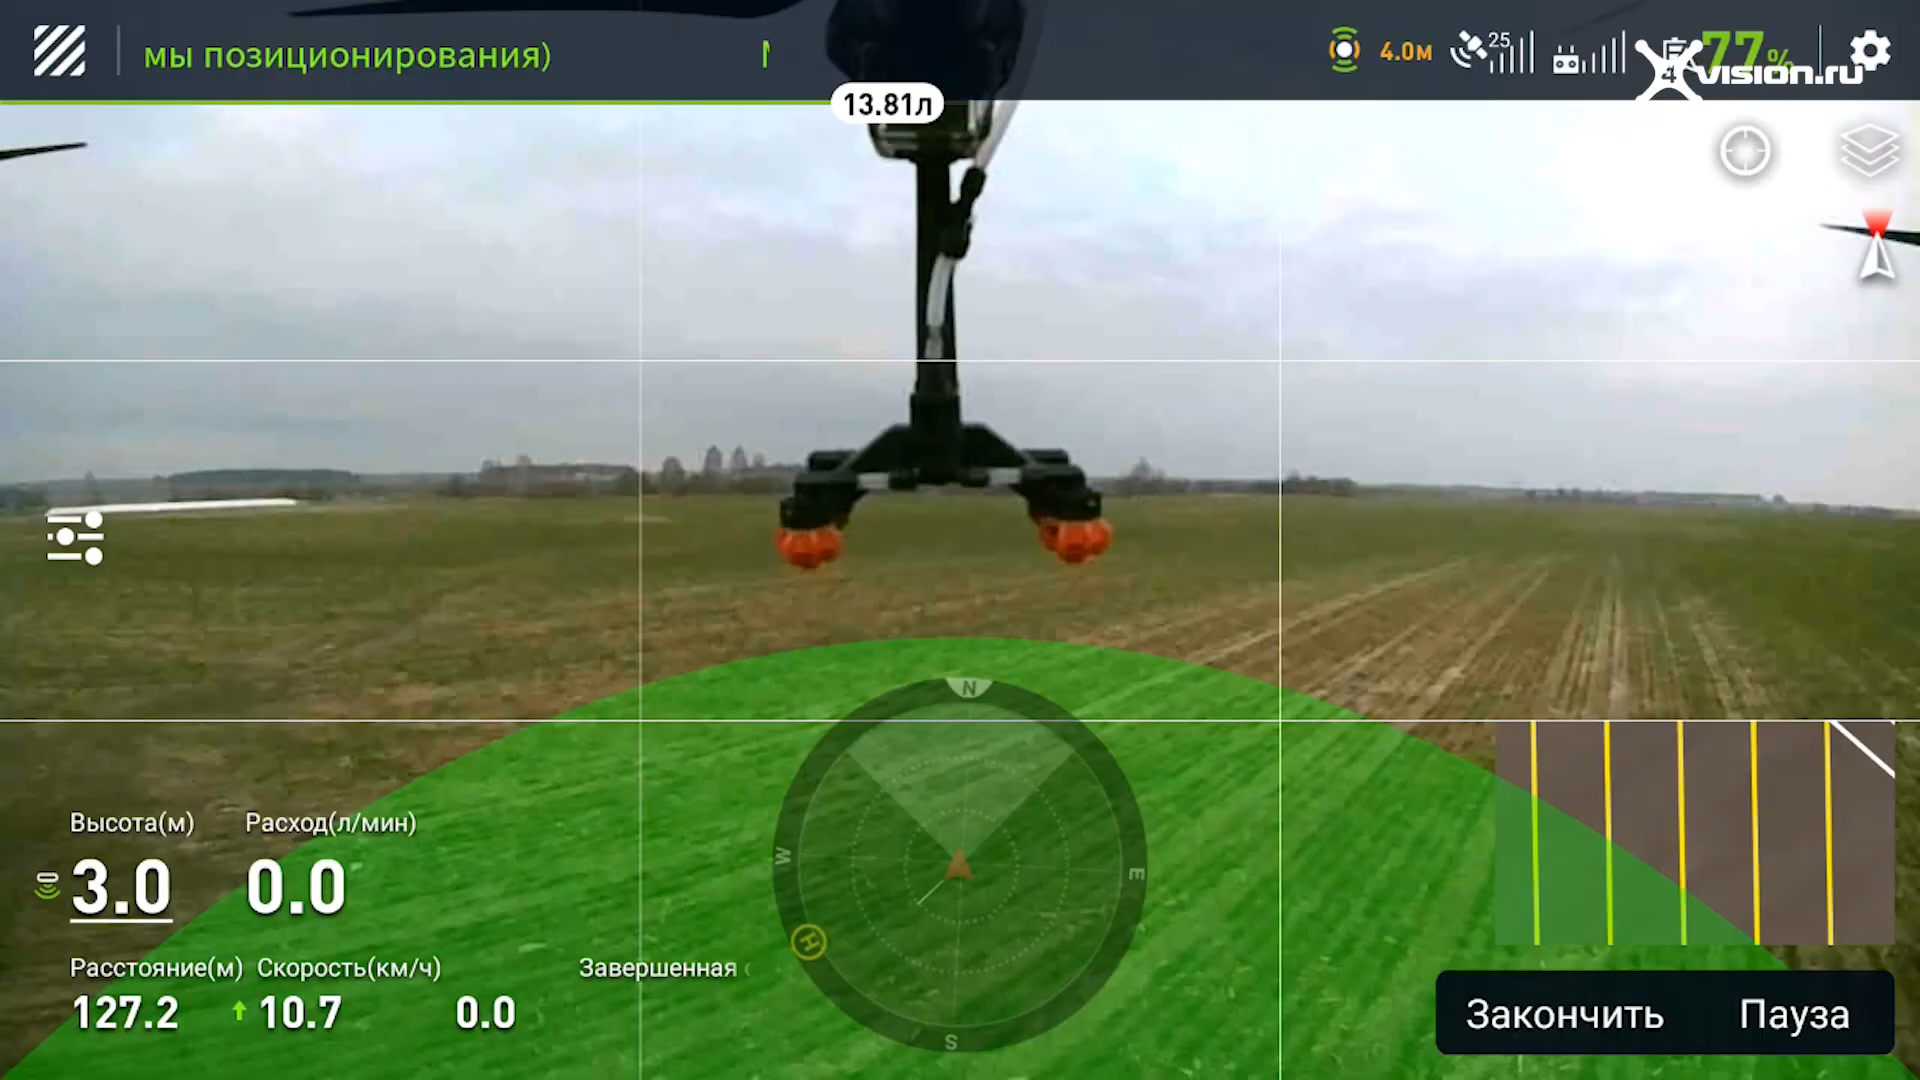 мы позиционирования)
4.0м
25
77%
4vision.ru
13.81л
N
W
E
H
S
Высота(м) Расход(л/мин)
3.0 0.0
Расстояние(м) Скорость(км/ч) Завершенная
127.2 10.7 0.0
Закончить Пауза